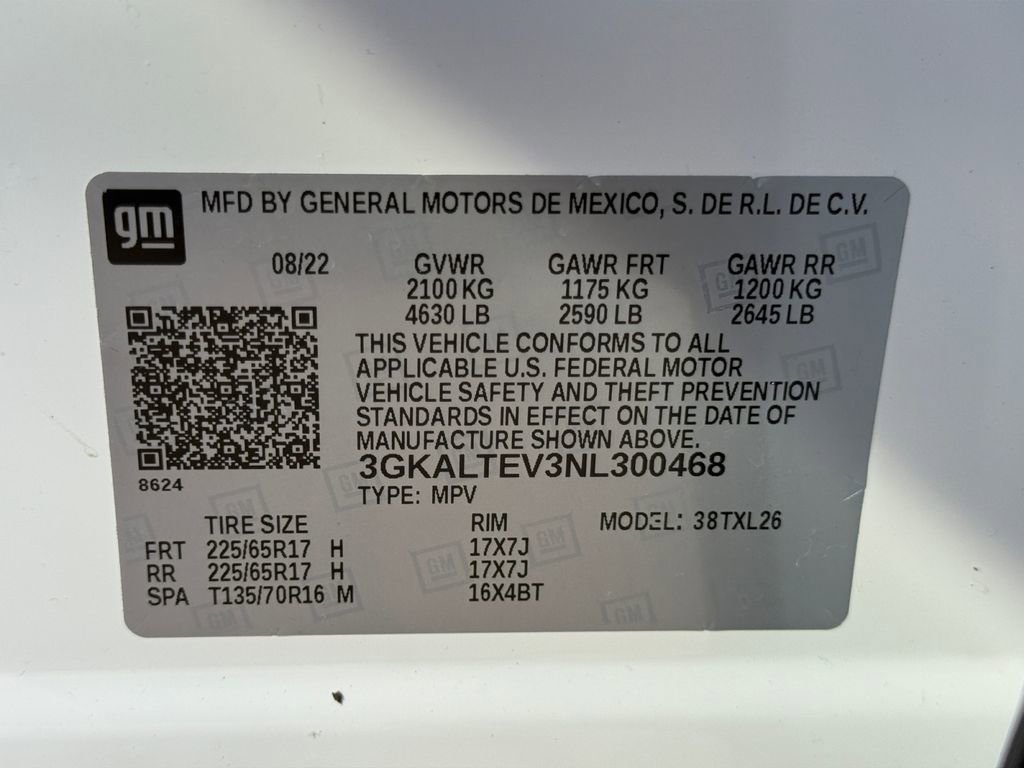 gm MFD BY GENERAL MOTORS DE MEXICO, S. DE R.L. DE C.V.
08/22 GVWR GAWR FRT GAWR RR
2100 KG 1175 KG 1200 KG
4630 LB 2590 LB 2645 LB
THIS VEHICLE CONFORMS TO ALL
APPLICABLE U.S. FEDERAL MOTOR
VEHICLE SAFETY AND THEFT PREVENTION
STANDARDS IN EFFECT ON THE DATE OF
MANUFACTURE SHOWN ABOVE.
3GKALTEV3NL300468
8624
TYPE: MPV
TIRE SIZE RIM MODEL: 38TXL26
FRT 225/65R17 H 17X7J
RR 225/65R17 H 17X7J
SPA T135/70R16 M 16X4BT